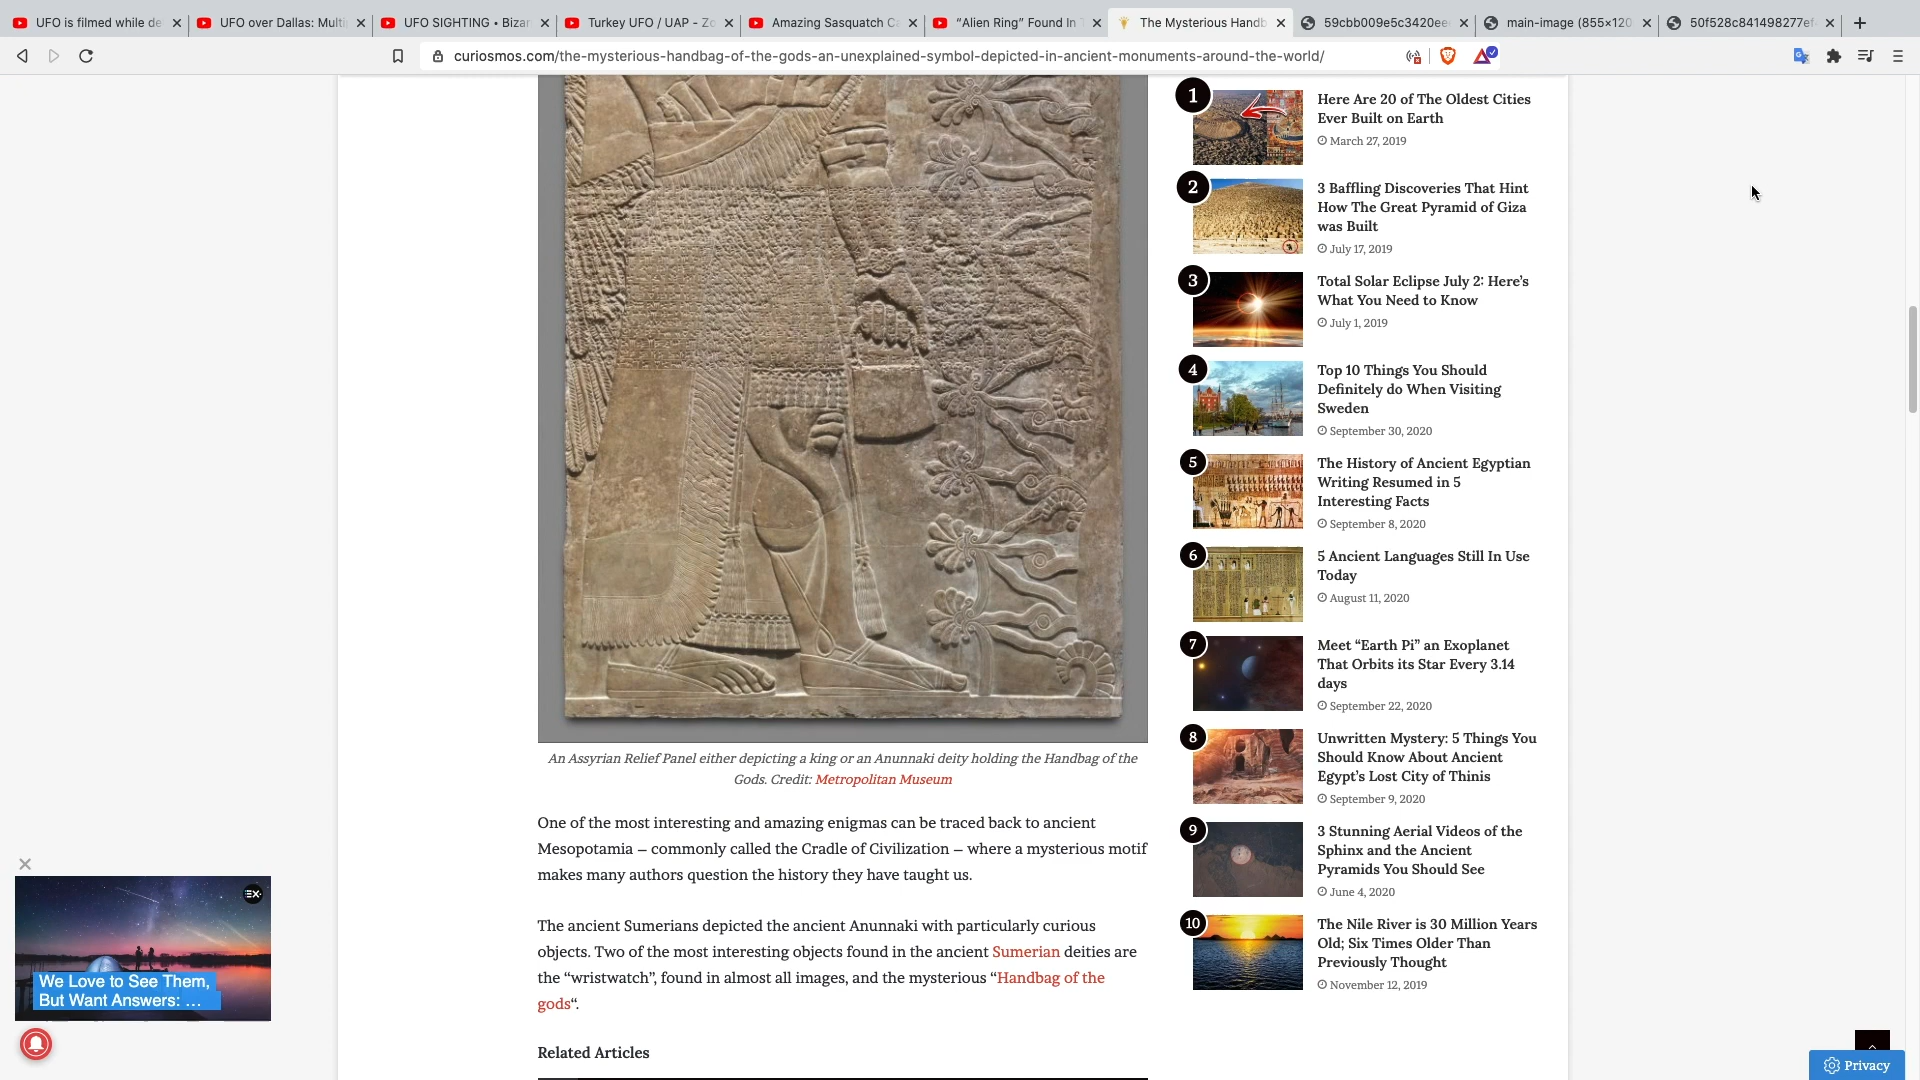 UFO is filmed while de
UFO over Dallas: Multi
UFO SIGHTING • Bizar
Turkey UFO / UAP - Zo
Amazing Sasquatch Ca
“Alien Ring” Found In T
The Mysterious Handb
59cbb009e5c3420ee
main-image (855×120
50f528c841498277ef
curiosmos.com/the-mysterious-handbag-of-the-gods-an-unexplained-symbol-depicted-in-ancient-monuments-around-the-world/
An Assyrian Relief Panel either depicting a king or an Anunnaki deity holding the Handbag of the
Gods. Credit: Metropolitan Museum
One of the most interesting and amazing enigmas can be traced back to ancient
Mesopotamia – commonly called the Cradle of Civilization – where a mysterious motif
makes many authors question the history they have taught us.
The ancient Sumerians depicted the ancient Anunnaki with particularly curious
objects. Two of the most interesting objects found in the ancient Sumerian deities are
the “wristwatch”, found in almost all images, and the mysterious “Handbag of the
gods“.
Related Articles
1
Here Are 20 of The Oldest Cities
Ever Built on Earth
March 27, 2019
2
3 Baffling Discoveries That Hint
How The Great Pyramid of Giza
was Built
July 17, 2019
3
Total Solar Eclipse July 2: Here’s
What You Need to Know
July 1, 2019
4
Top 10 Things You Should
Definitely do When Visiting
Sweden
September 30, 2020
5
The History of Ancient Egyptian
Writing Resumed in 5
Interesting Facts
September 8, 2020
6
5 Ancient Languages Still In Use
Today
August 11, 2020
7
Meet “Earth Pi” an Exoplanet
That Orbits its Star Every 3.14
days
September 22, 2020
8
Unwritten Mystery: 5 Things You
Should Know About Ancient
Egypt’s Lost City of Thinis
September 9, 2020
9
3 Stunning Aerial Videos of the
Sphinx and the Ancient
Pyramids You Should See
June 4, 2020
10
The Nile River is 30 Million Years
Old; Six Times Older Than
Previously Thought
November 12, 2019
We Love to See Them,
But Want Answers: ...
Privacy